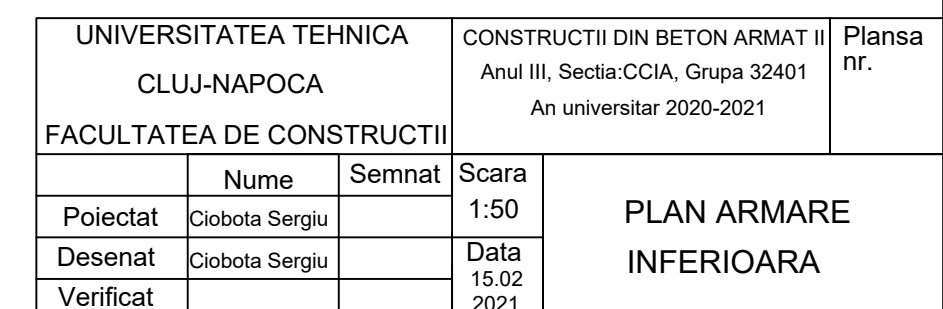 UNIVERSITATEA TEHNICA
CLUJ-NAPOCA
FACULTATEA DE CONSTRUCTII
CONSTRUCTII DIN BETON ARMAT II
Anul III, Sectia:CCIA, Grupa 32401
An universitar 2020-2021
Plansa
nr.
Nume
Semnat
Scara
1:50
Poiectat
Ciobota Sergiu
Desenat
Ciobota Sergiu
Verificat
Data
15.02
2021
PLAN ARMARE
INFERIOARA